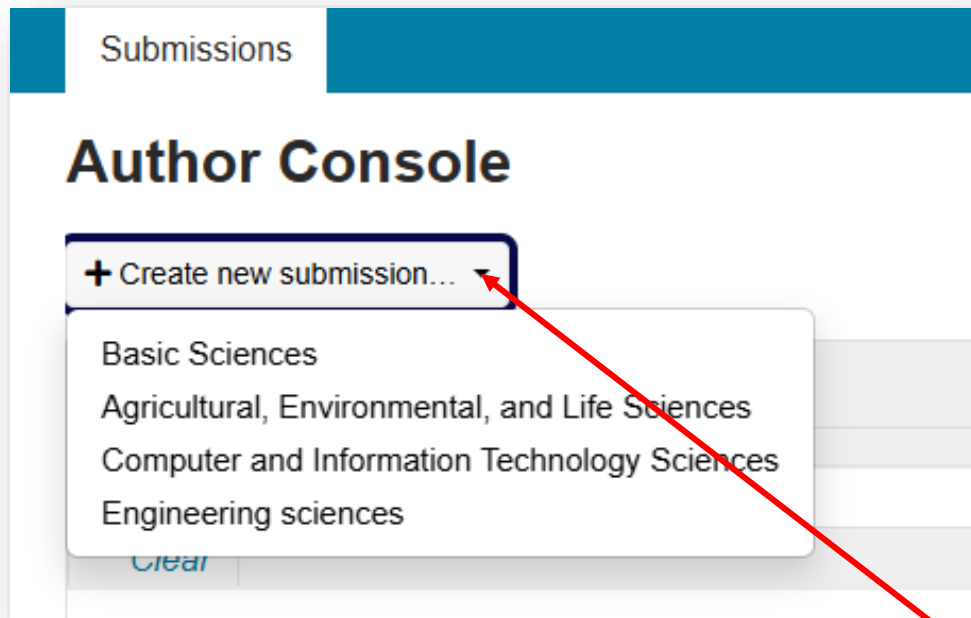 Submissions
Author Console
+ Create new submission...
Basic Sciences
Agricultural, Environmental, and Life Sciences
Computer and Information Technology Sciences
Engineering sciences
Clear